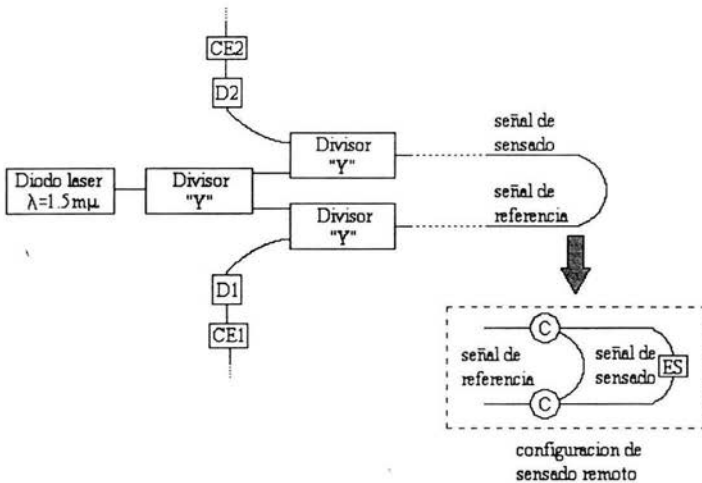 CE2
D2
Divisor
"Y"
señal de
sensado
Diodo laser
λ=1.5mμ
Divisor
"Y"
Divisor
"Y"
señal de
referencia
D1
CE1
C
señal de
referencia
señal de
sensado
ES
C
configuracion de
sensado remoto